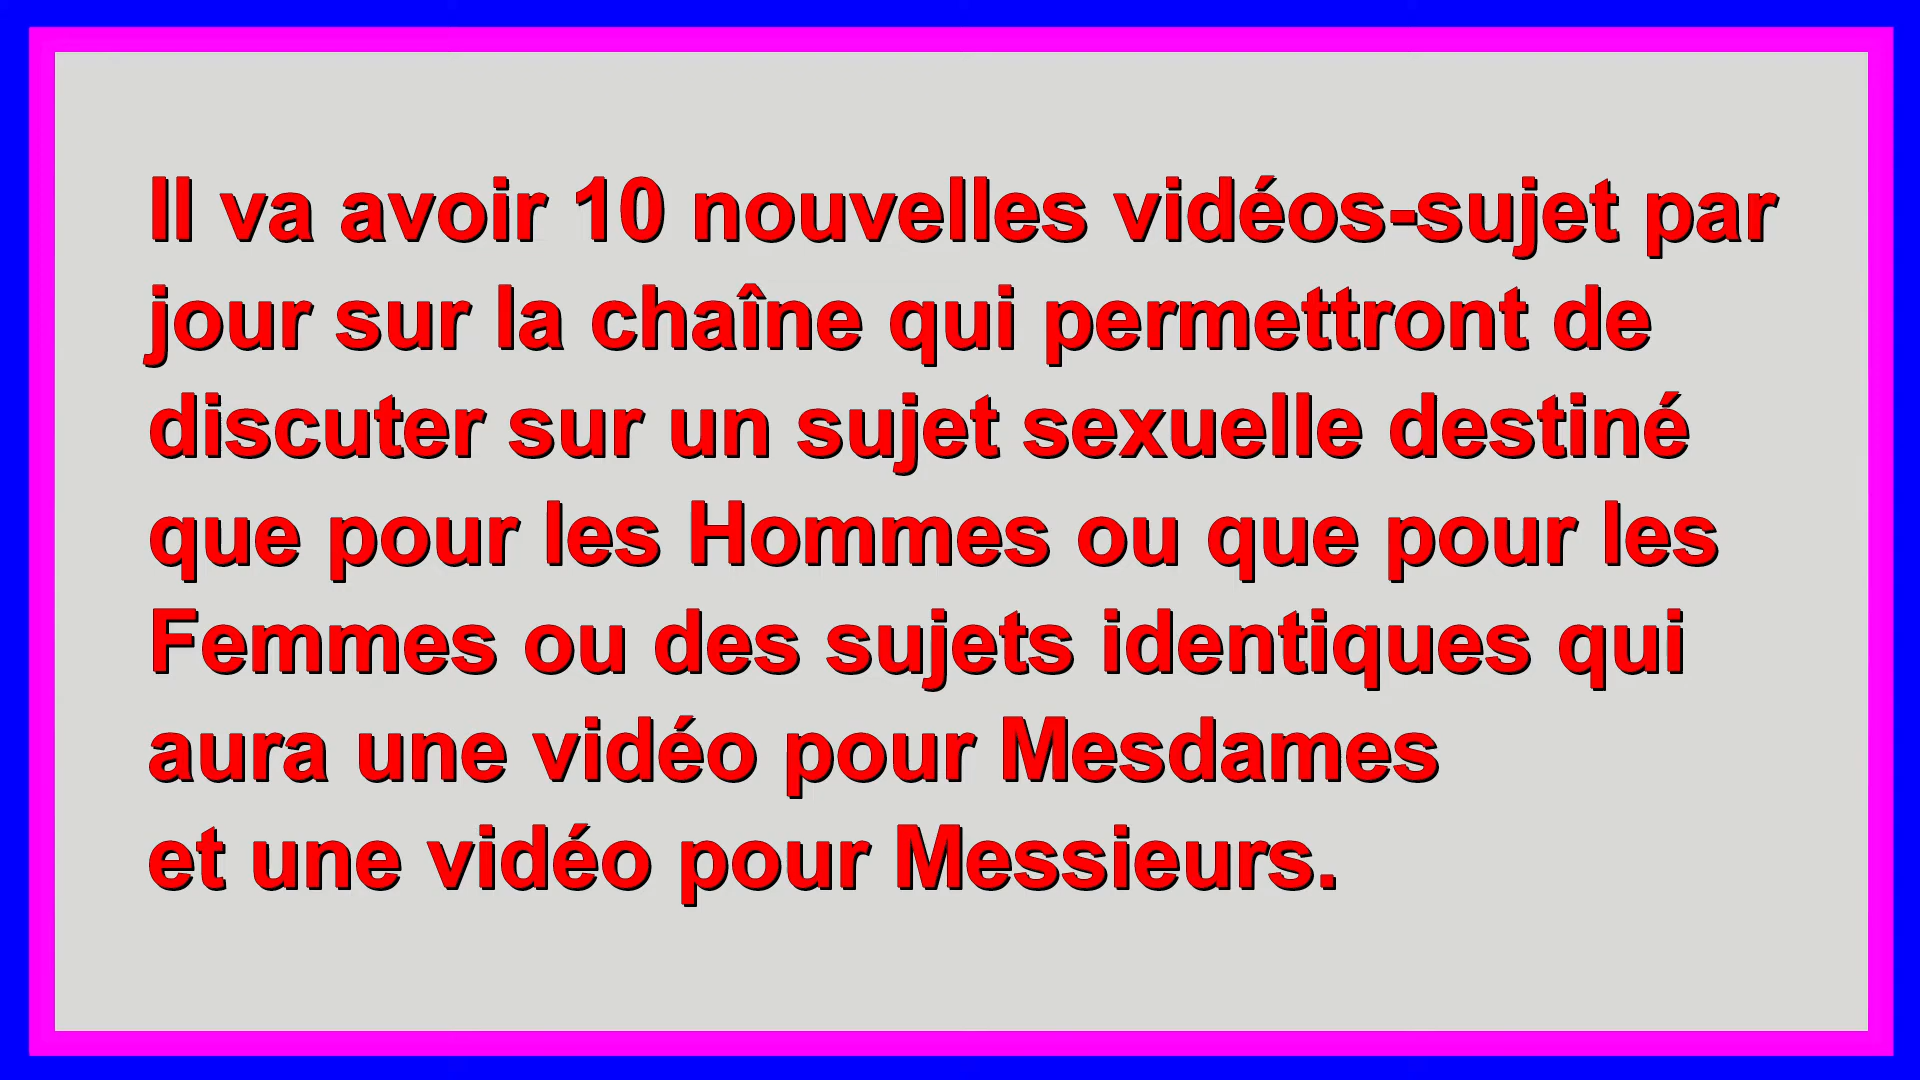 Il va avoir 10 nouvelles vidéos-sujet par
jour sur la chaîne qui permettront de
discuter sur un sujet sexuelle destiné
que pour les Hommes ou que pour les
Femmes ou des sujets identiques qui
aura une vidéo pour Mesdames
et une vidéo pour Messieurs.